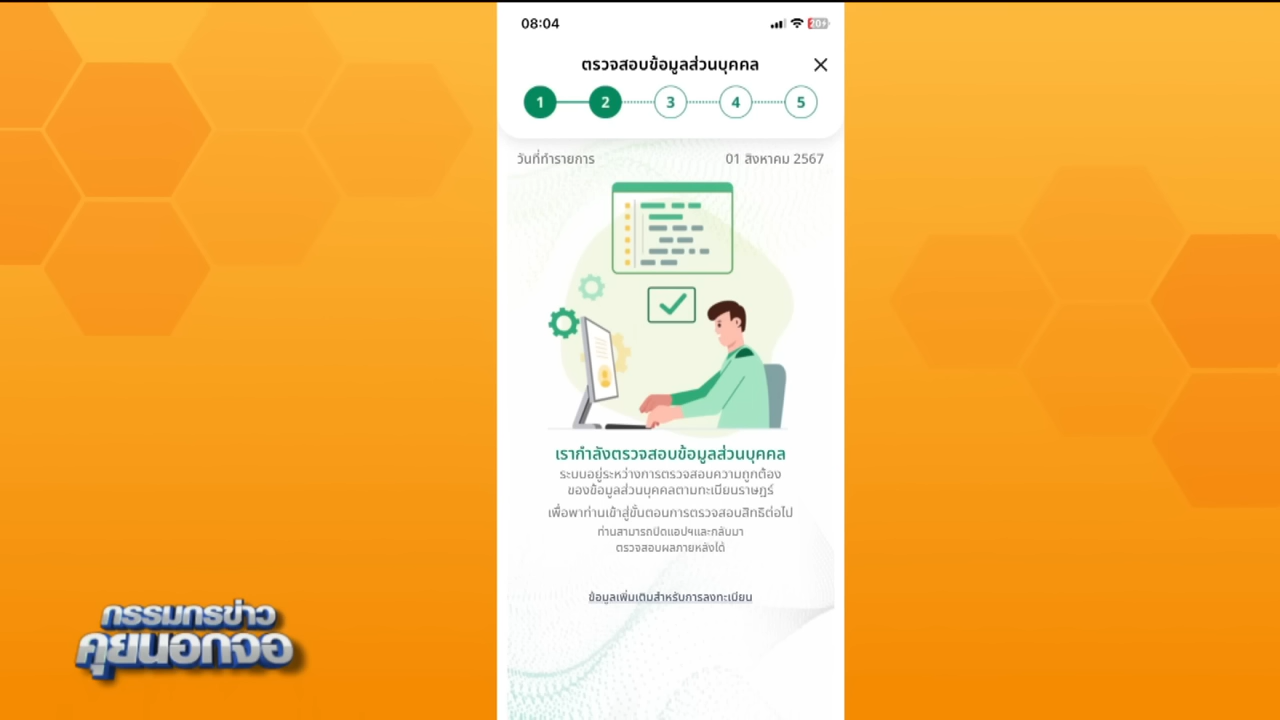 08:04
20
ตรวจสอบข้อมูลส่วนบุคคล
1 2 3 4 5
วันที่ทำรายการ 01 สิงหาคม 2567
เรากำลังตรวจสอบข้อมูลส่วนบุคคล
ระบบอยู่ระหว่างการตรวจสอบความถูกต้อง
ของข้อมูลส่วนบุคคลตามทะเบียนราษฎร์
เพื่อพาท่านเข้าสู่ขั้นตอนการตรวจสอบสิทธิต่อไป
ท่านสามารถปิดแอปฯและกลับมา
ตรวจสอบผลภายหลังได้
ข้อมูลเพิ่มเติมสำหรับการลงทะเบียน
กรรมกรข่าว
คุยนอกจอ